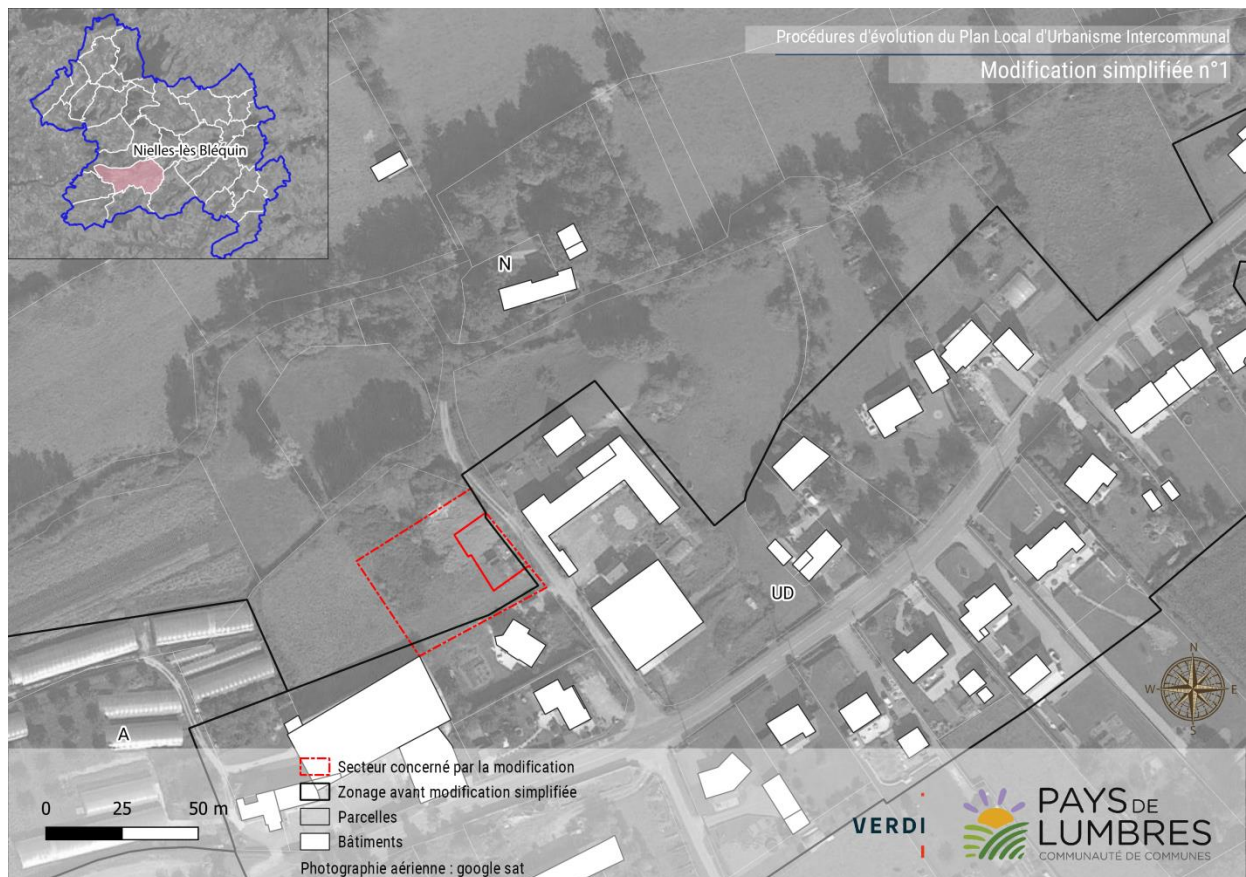 Procédures d'évolution du Plan Local d'Urbanisme Intercommunal
Modification simplifiée n°1
Nielles-lès Bléquin
N
UD
A
N
W
E
S
Secteur concerné par la modification
Zonage avant modification simplifiée
Parcelles
Bâtiments
Photographie aérienne : google sat
0 25 50 m
VERDI
PAYS DE
LUMBRES
COMMUNAUTÉ DE COMMUNES